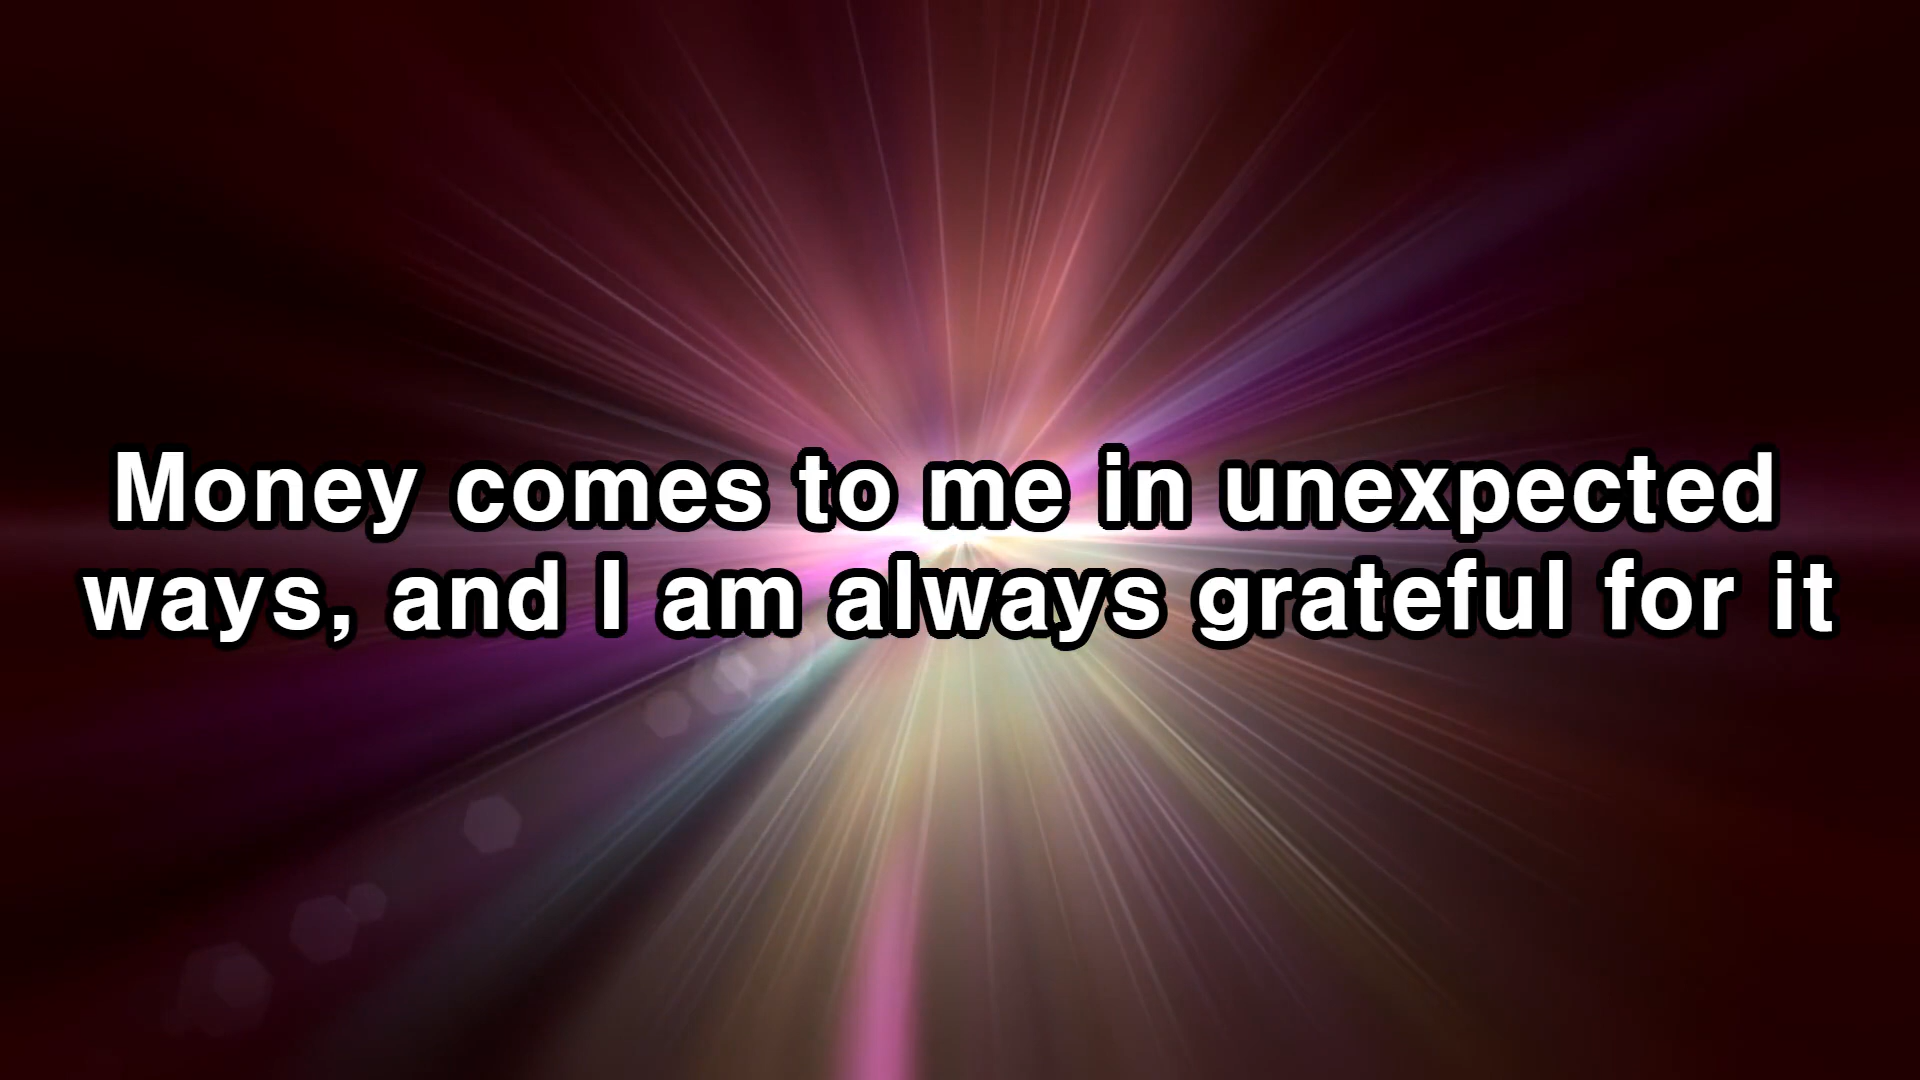 Money comes to me in unexpected
ways, and I am always grateful for it